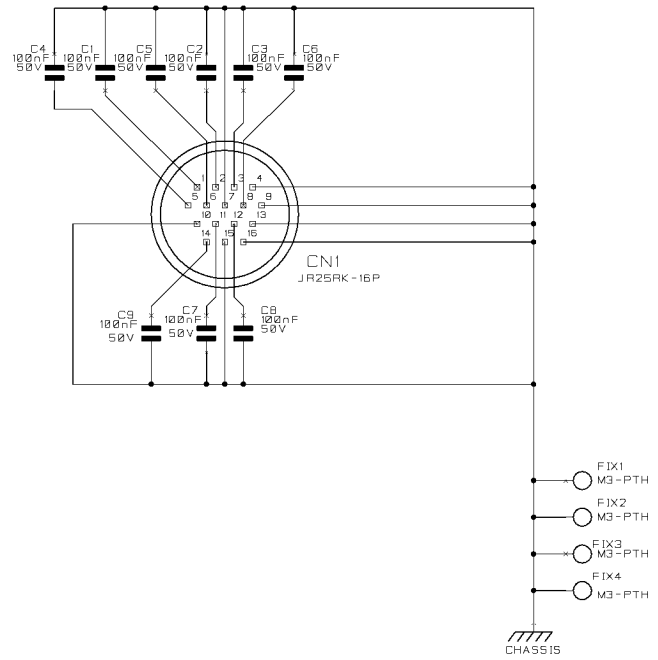 C4 C1 C5 C2 C3 C6
100nF 100nF 100nF 100nF 100nF 100nF
50V 50V 50V 50V 50V 50V
1 2 3 4
5 6 7 8 9
10 11 12 13
14 15 16
CN1
JR25RK-16P
C9 C7 C8
100nF 100nF 100nF
50V 50V 50V
FIX1
M3-PTH
FIX2
M3-PTH
FIX3
M3-PTH
FIX4
M3-PTH
CHASSIS